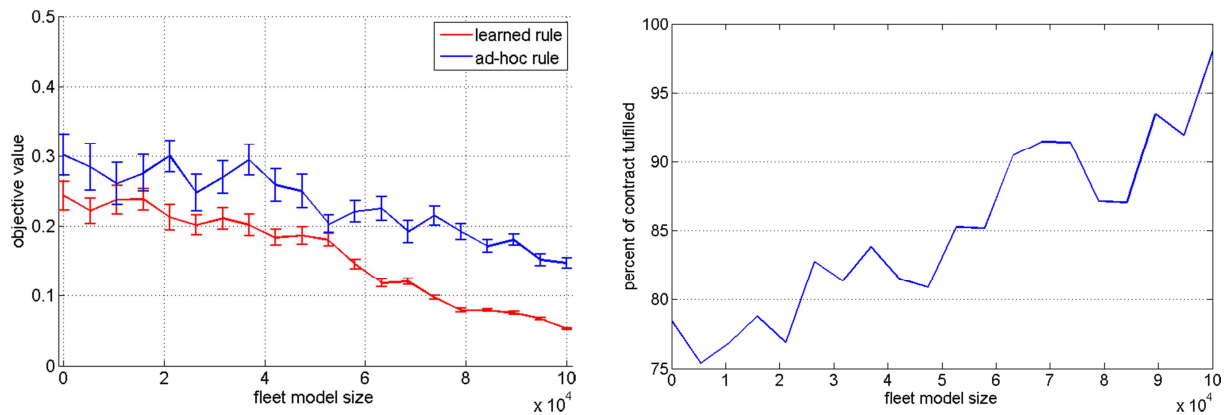 0.5
0.4
0.3
0.2
0.1
0
objective value
learned rule
ad-hoc rule
0 2 4 6 8 10
fleet model size
x 10^4
100
95
90
85
80
75
percent of contract fulfilled
0 1 2 3 4 5 6 7 8 9 10
fleet model size
x 10^4